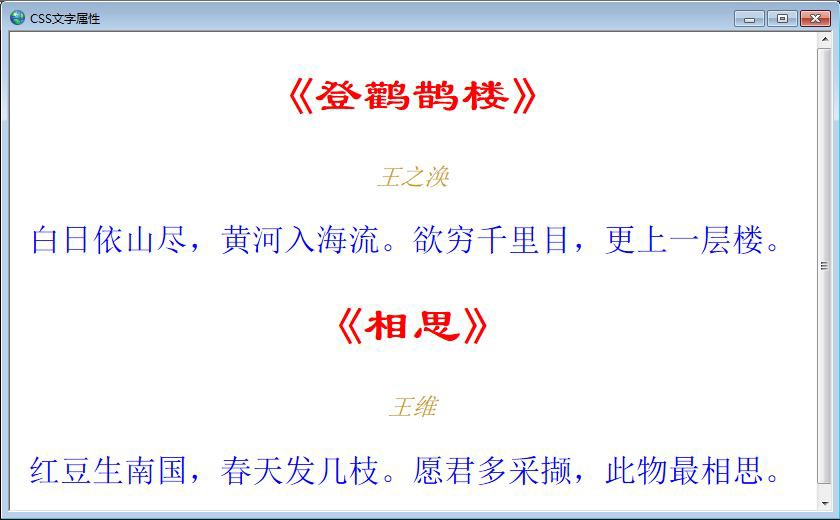 CSS文字属性
《登鹳鹊楼》
王之涣
白日依山尽，黄河入海流。欲穷千里目，更上一层楼。
《相思》
王维
红豆生南国，春天发几枝。愿君多采撷，此物最相思。